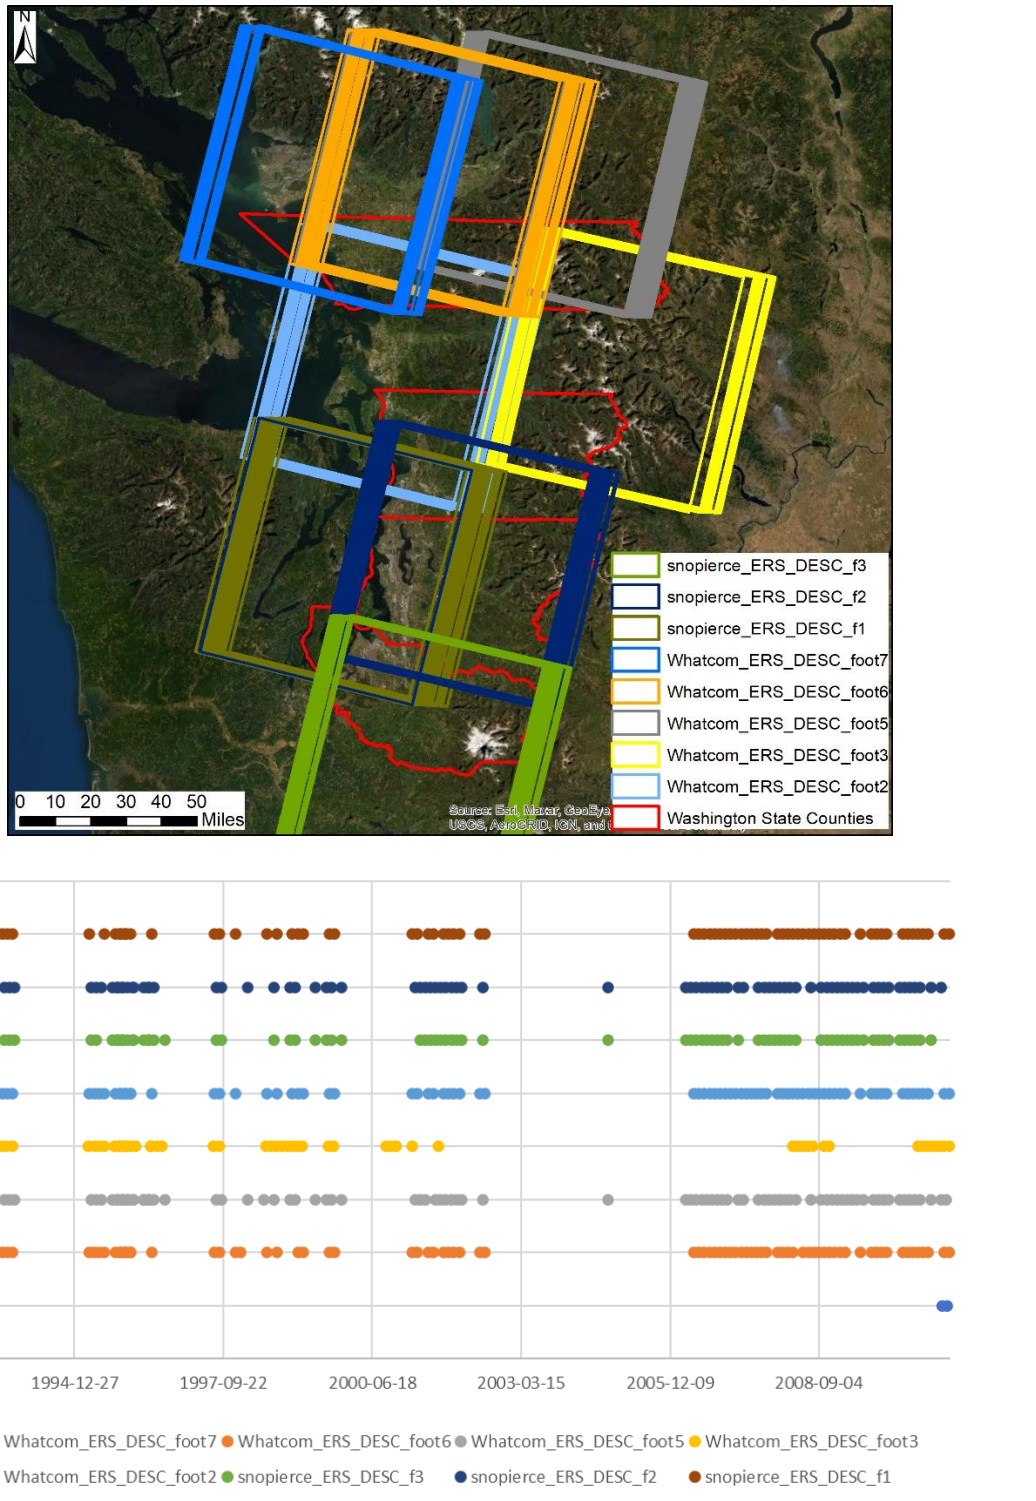 N
snopierce_ERS_DESC_f3
snopierce_ERS_DESC_f2
snopierce_ERS_DESC_f1
Whatcom_ERS_DESC_foot7
Whatcom_ERS_DESC_foot6
Whatcom_ERS_DESC_foot5
Whatcom_ERS_DESC_foot3
Whatcom_ERS_DESC_foot2
Washington State Counties
0 10 20 30 40 50
Miles
Source: Esri, Maxar, GeoEye
USGS, AeroGRID, IGN, and
1994-12-27 1997-09-22 2000-06-18 2003-03-15 2005-12-09 2008-09-04
Whatcom_ERS_DESC_foot7 Whatcom_ERS_DESC_foot6 Whatcom_ERS_DESC_foot5 Whatcom_ERS_DESC_foot3
Whatcom_ERS_DESC_foot2 snopierce_ERS_DESC_f3 snopierce_ERS_DESC_f2 snopierce_ERS_DESC_f1